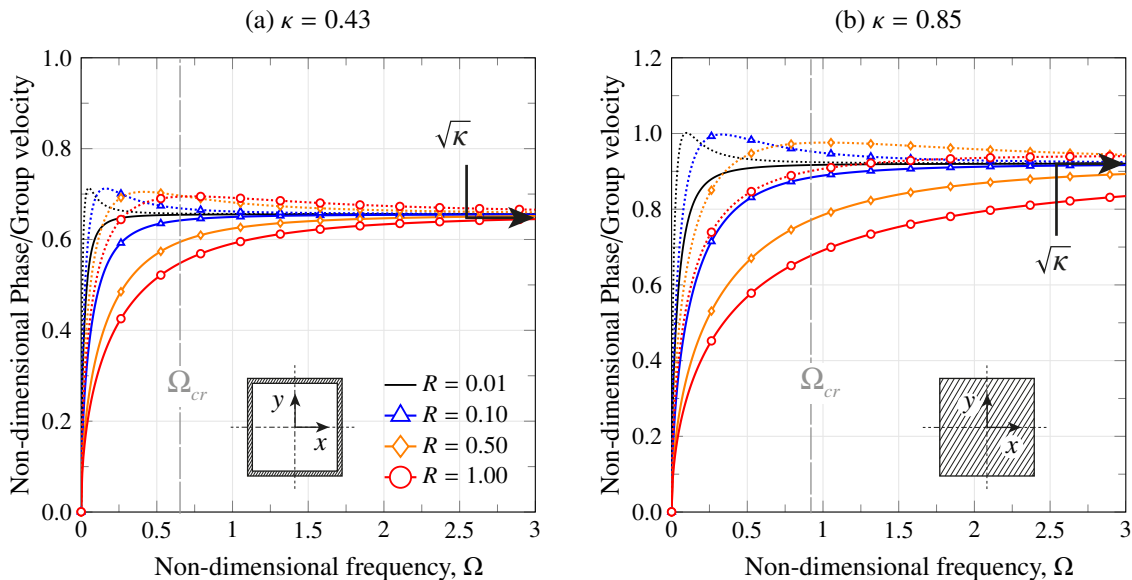 (a) κ = 0.43
Non-dimensional Phase/Group velocity
1.0
0.8
0.6
0.4
0.2
0.0
√κ
Ω_cr
y
x
R = 0.01
R = 0.10
R = 0.50
R = 1.00
0 0.5 1 1.5 2 2.5 3
Non-dimensional frequency, Ω
(b) κ = 0.85
Non-dimensional Phase/Group velocity
1.2
1.0
0.8
0.6
0.4
0.2
0.0
√κ
Ω_cr
y
x
0 0.5 1 1.5 2 2.5 3
Non-dimensional frequency, Ω